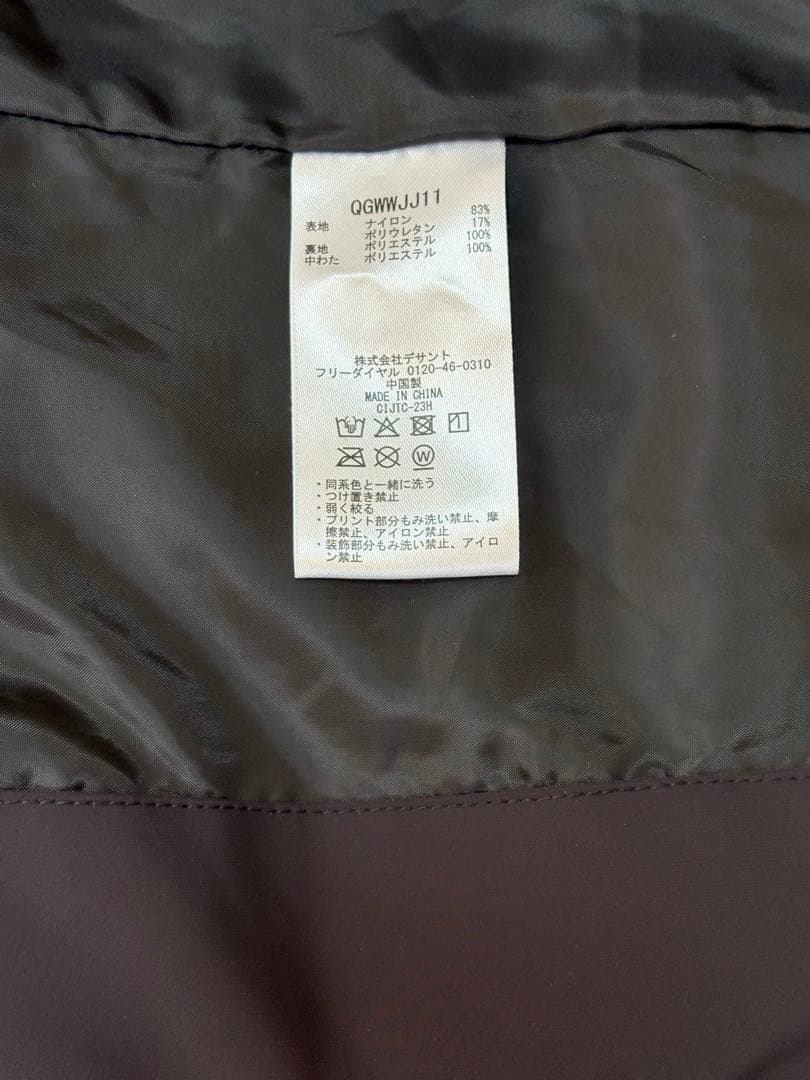 QGWWJJ11
表地 ナイロン 83%
ポリウレタン 17%
裏地 ポリエステル 100%
中わた ポリエステル 100%
株式会社デサント
フリーダイヤル 0120-46-0310
中国製
MADE IN CHINA
CIJTC-23H
W
・同系色と一緒に洗う
・つけ置き禁止
・弱く絞る
・プリント部分もみ洗い禁止、摩
擦禁止、アイロン禁止
・装飾部分もみ洗い禁止、アイロ
ン禁止